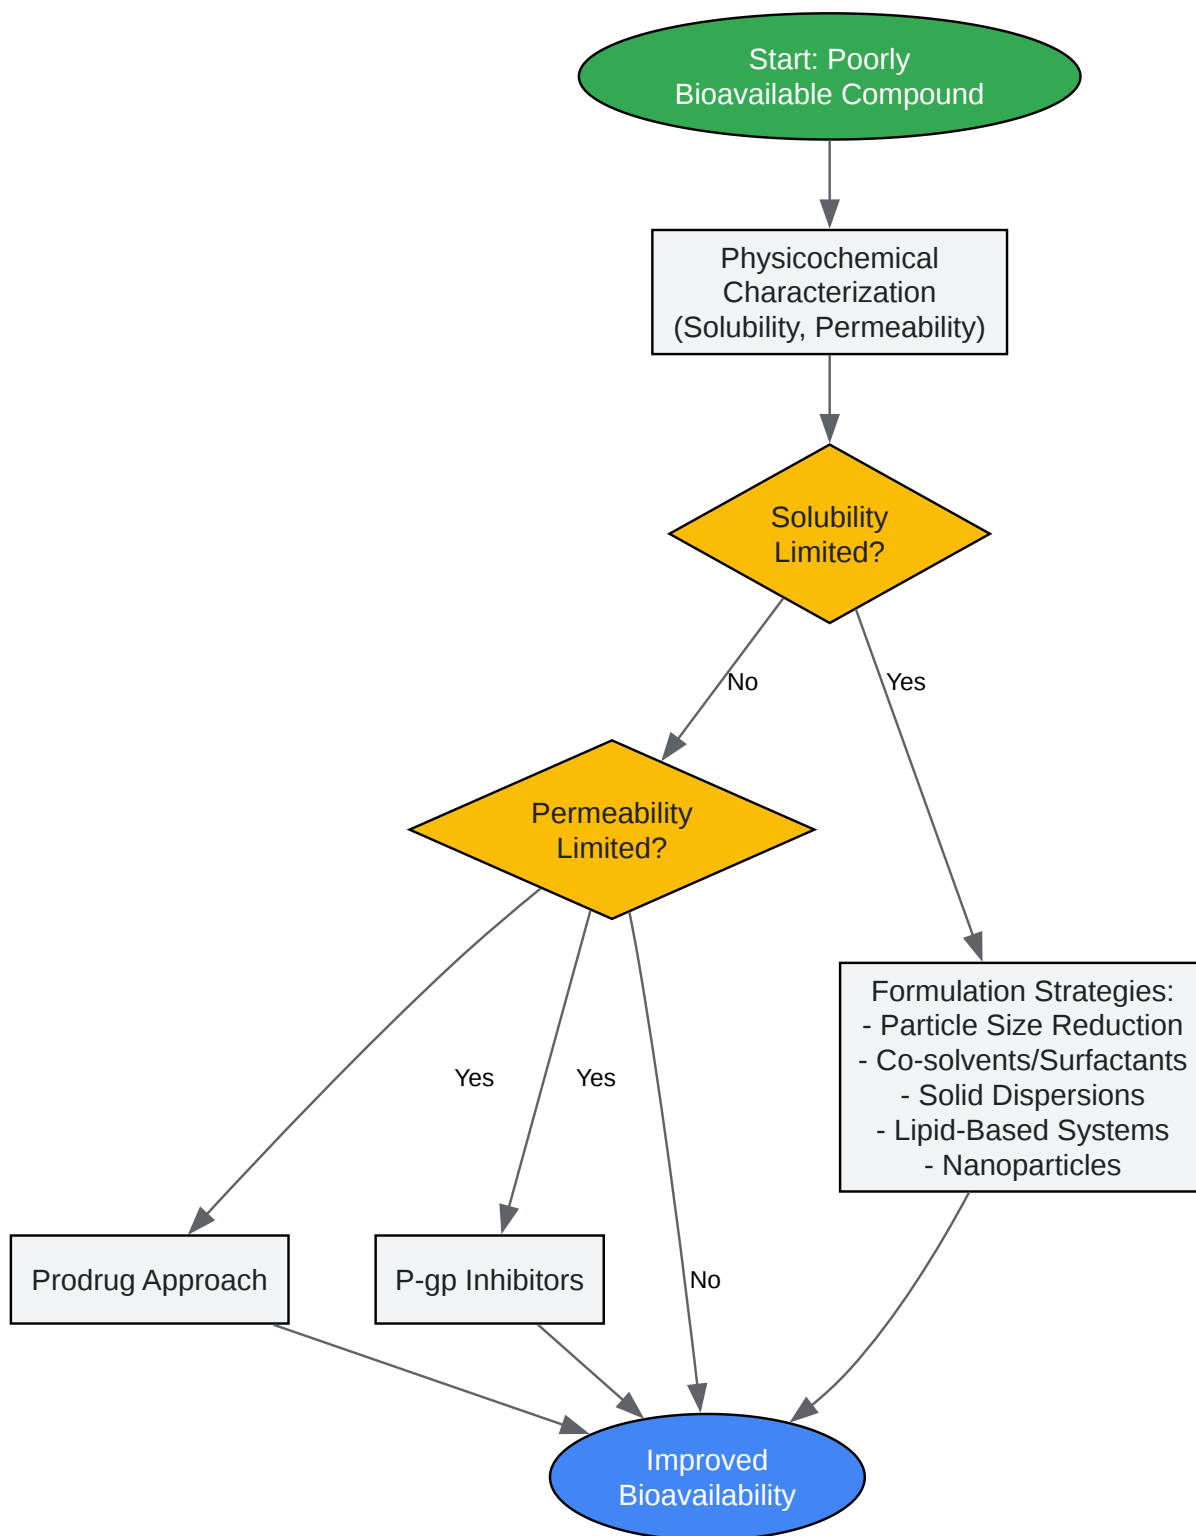 Start: Poorly
Bioavailable Compound
Physicochemical
Characterization
(Solubility, Permeability)
Solubility
Limited?
No
Yes
Permeability
Limited?
Formulation Strategies:
- Particle Size Reduction
- Co-solvents/Surfactants
- Solid Dispersions
- Lipid-Based Systems
- Nanoparticles
Yes
Yes
Prodrug Approach
P-gp Inhibitors
No
Improved
Bioavailability